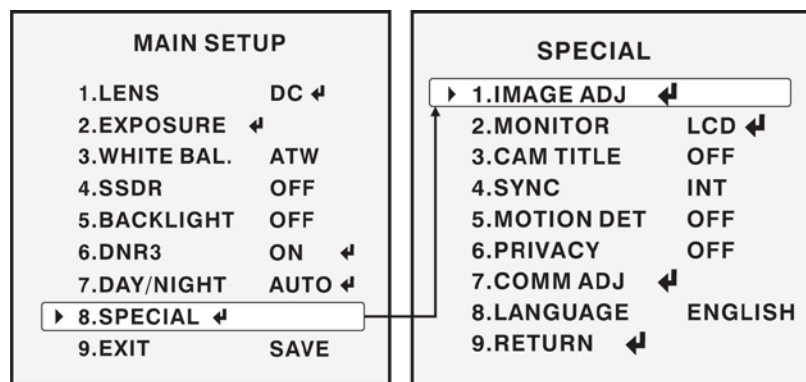 MAIN SETUP
1.LENS DC ↲
2.EXPOSURE ↲
3.WHITE BAL. ATW
4.SSDR OFF
5.BACKLIGHT OFF
6.DNR3 ON ↲
7.DAY/NIGHT AUTO ↲
8.SPECIAL ↲
9.EXIT SAVE
SPECIAL
1.IMAGE ADJ ↲
2.MONITOR LCD ↲
3.CAM TITLE OFF
4.SYNC INT
5.MOTION DET OFF
6.PRIVACY OFF
7.COMM ADJ ↲
8.LANGUAGE ENGLISH
9.RETURN ↲